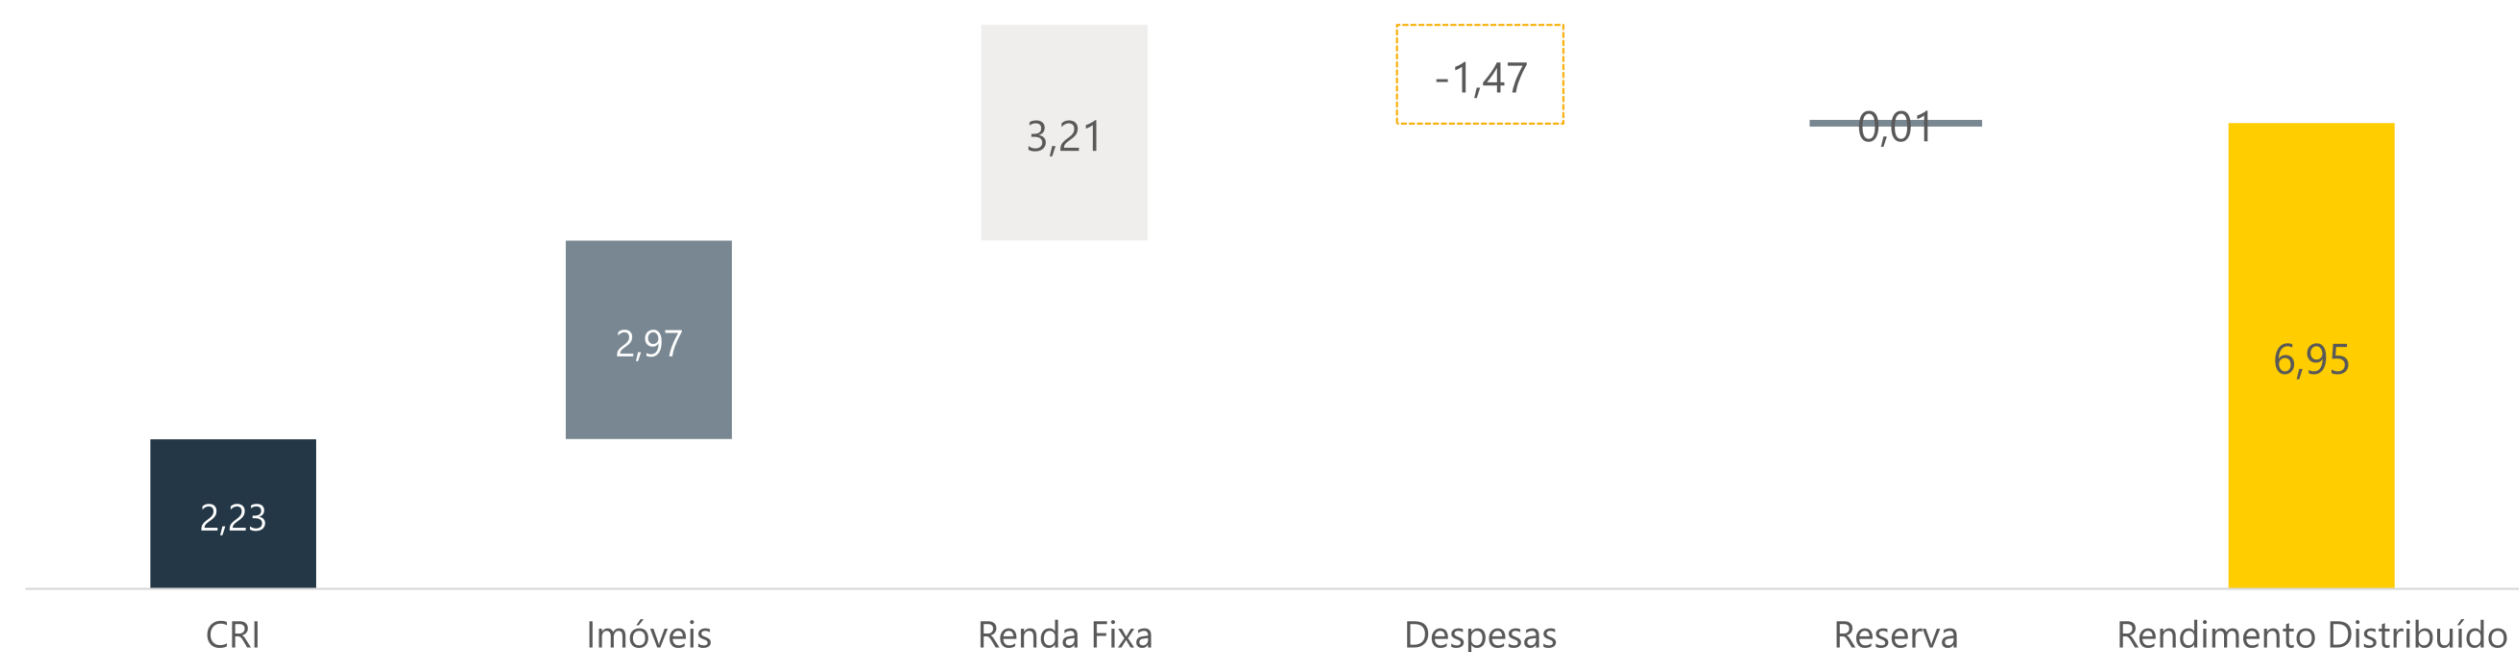 3,21
-1,47
0,01
2,97
6,95
2,23
CRI
Imóveis
Renda Fixa
Despesas
Reserva
Rendimento Distribuído